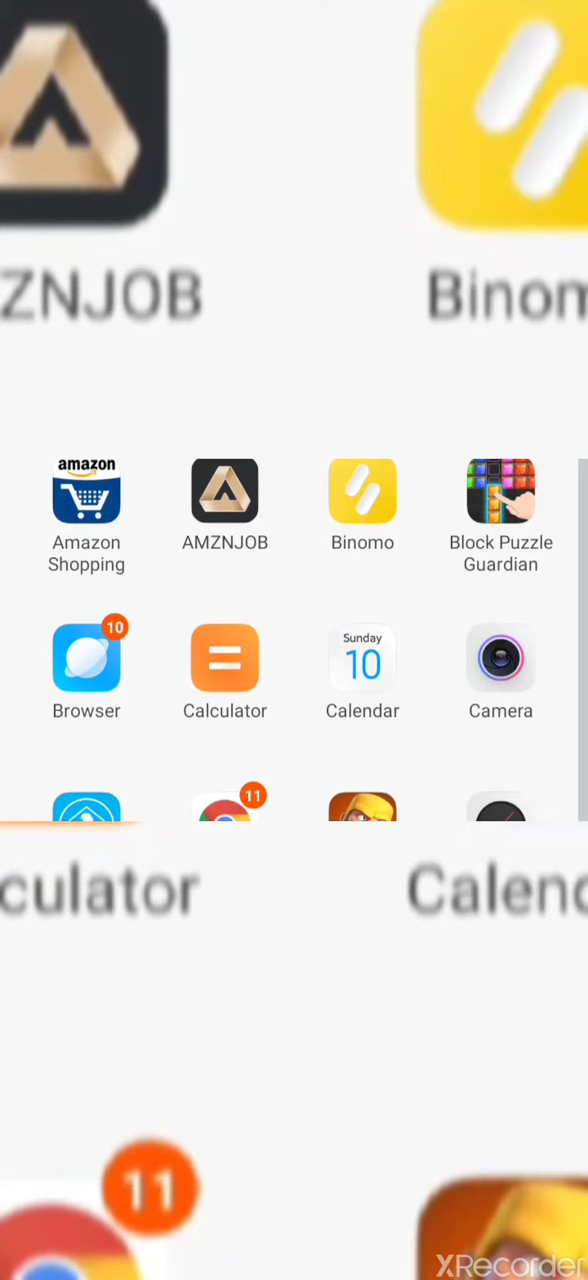 ZNJOB
Binom
amazon
Amazon
Shopping
AMZNJOB
Binomo
Block Puzzle
Guardian
10
Browser
Calculator
Sunday
10
Calendar
Camera
11
culator
Calend
11
XRecorder